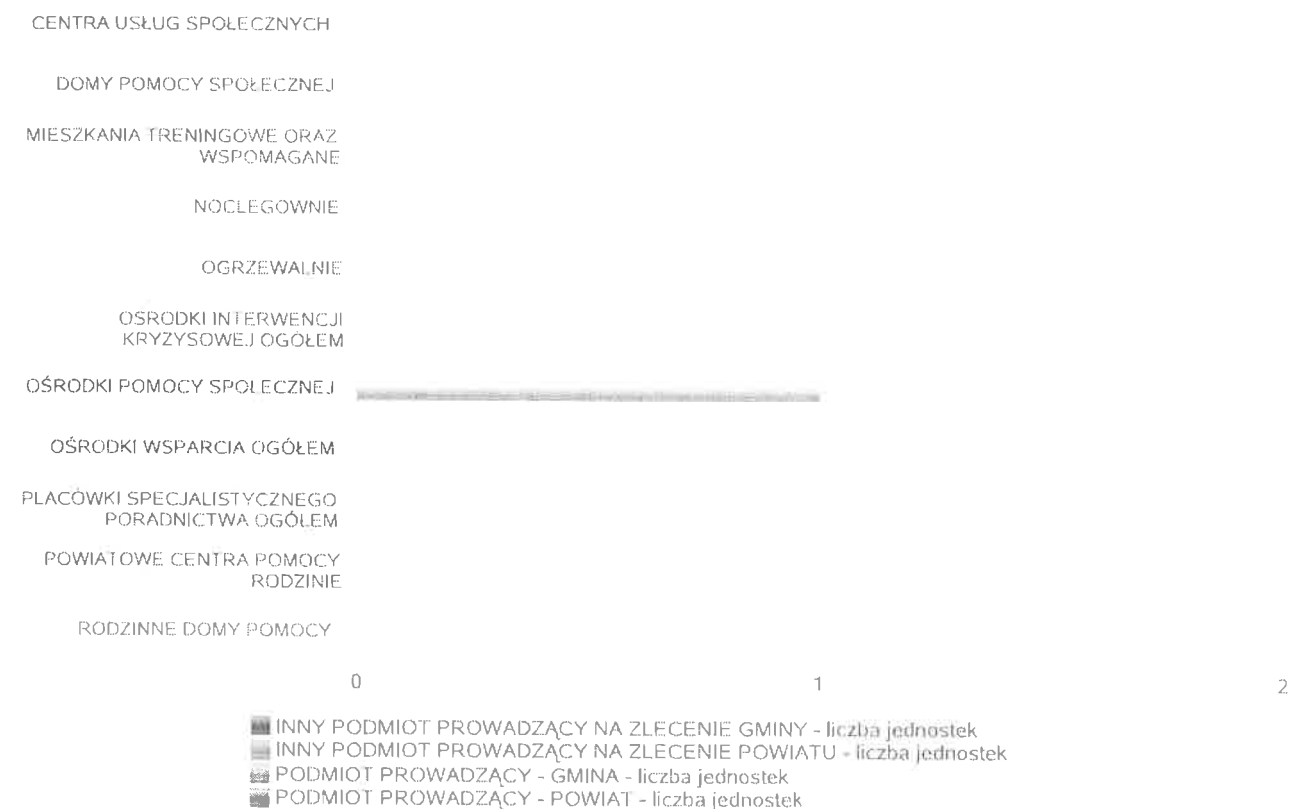 CENTRA USŁUG SPOŁECZNYCH
DOMY POMOCY SPOŁECZNEJ
MIESZKANIA TRENINGOWE ORAZ
WSPOMAGANE
NOCLEGOWNIE
OGRZEWALNIE
OŚRODKI INTERWENCJI
KRYZYSOWEJ OGÓŁEM
OŚRODKI POMOCY SPOŁECZNEJ
OŚRODKI WSPARCIA OGÓŁEM
PLACÓWKI SPECJALISTYCZNEGO
PORADNICTWA OGÓŁEM
POWIATOWE CENTRA POMOCY
RODZINIE
RODZINNE DOMY POMOCY
0 1 2
INNY PODMIOT PROWADZĄCY NA ZLECENIE GMINY - liczba jednostek
INNY PODMIOT PROWADZĄCY NA ZLECENIE POWIATU - liczba jednostek
PODMIOT PROWADZĄCY - GMINA - liczba jednostek
PODMIOT PROWADZĄCY - POWIAT - liczba jednostek